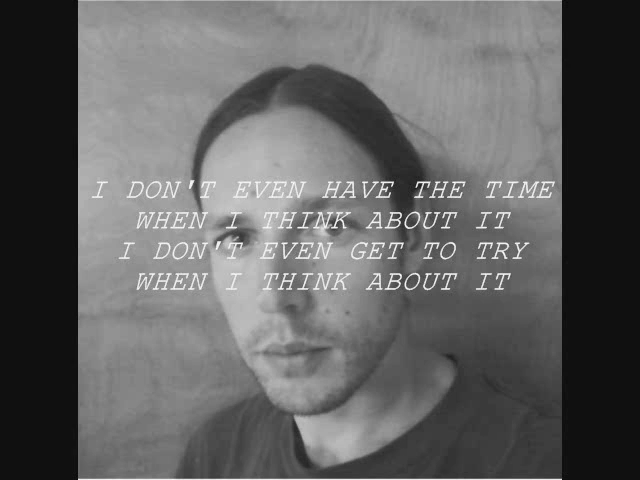 I DON'T EVEN HAVE THE TIME
WHEN I THINK ABOUT IT
I DON'T EVEN GET TO TRY
WHEN I THINK ABOUT IT